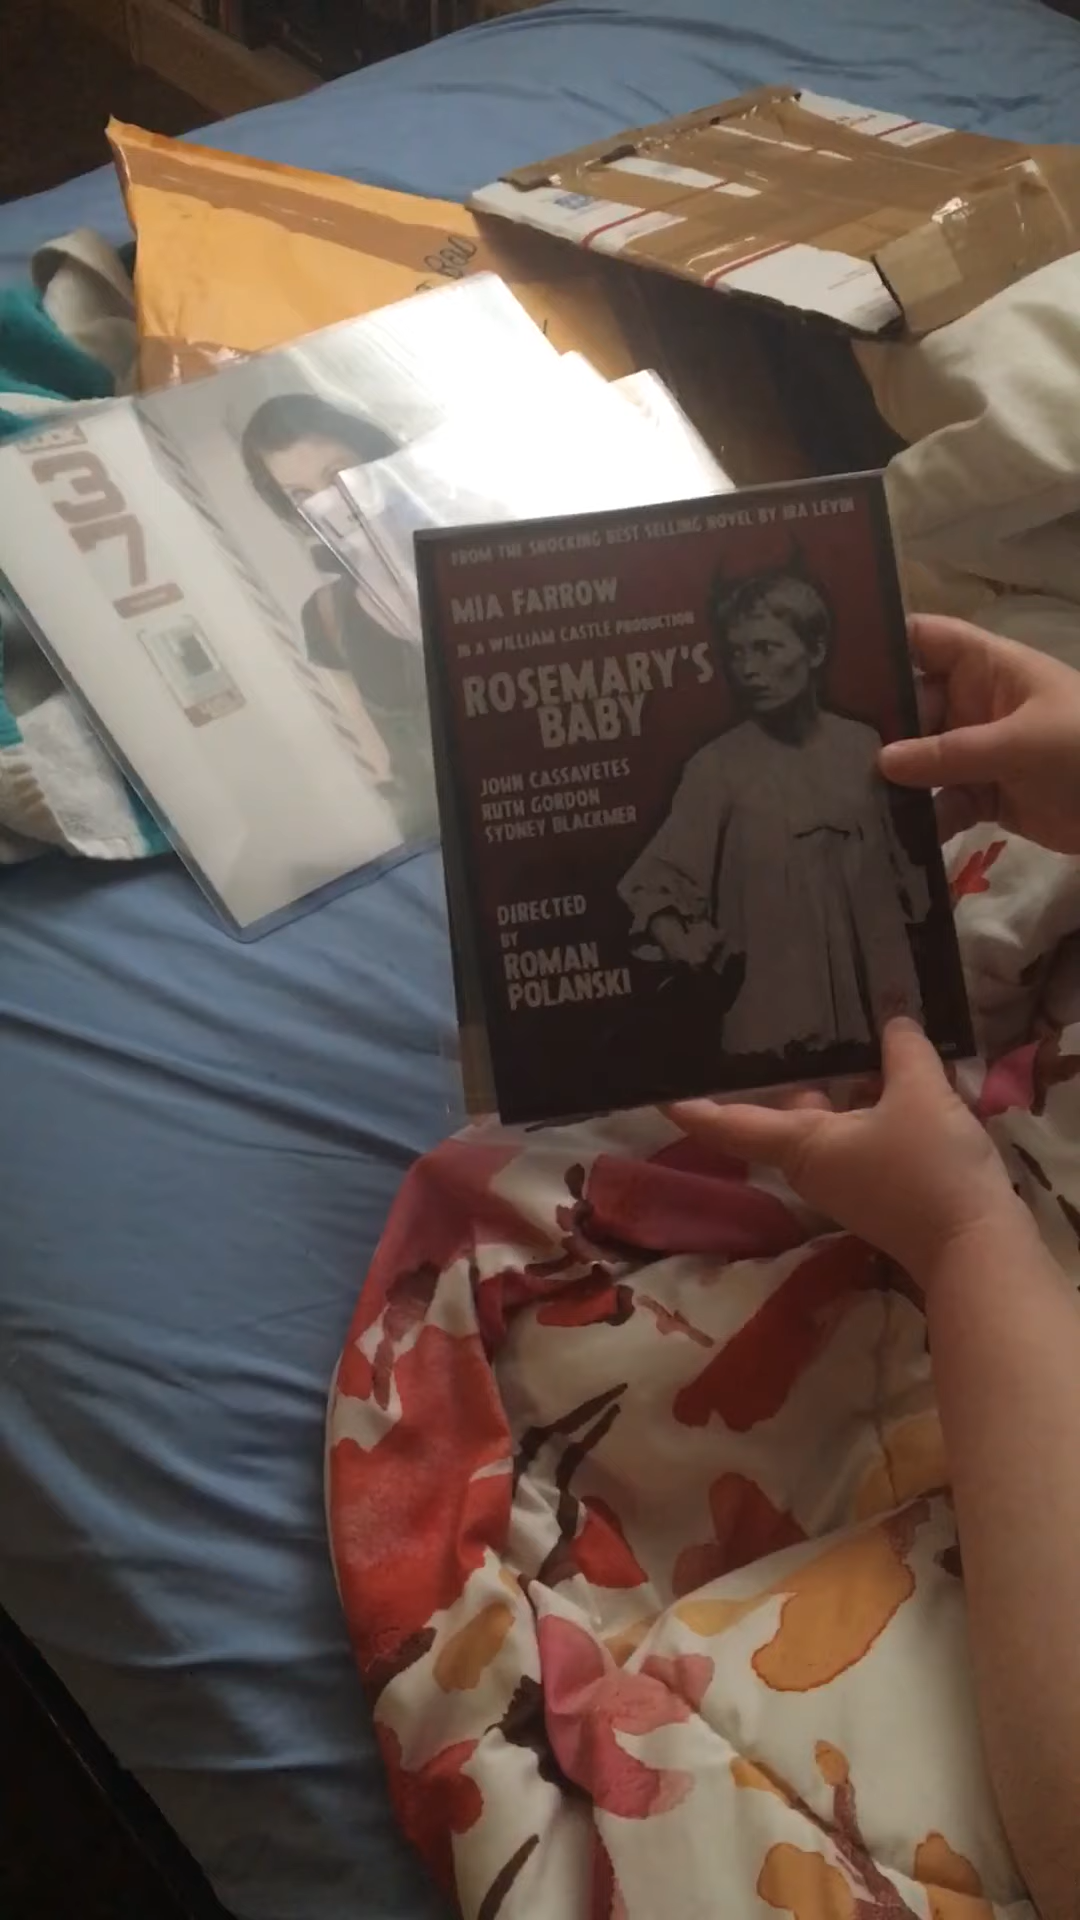 FROM THE SHOCKING BEST SELLING NOVEL BY IRA LEVIN
MIA FARROW
IN A WILLIAM CASTLE PRODUCTION
ROSEMARY'S
BABY
JOHN CASSAVETES
RUTH GORDON
SYDNEY BLACKMER
DIRECTED
BY
ROMAN
POLANSKI